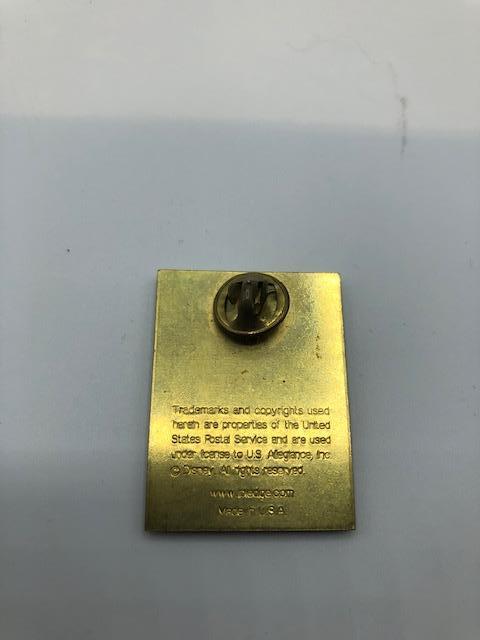 Trademarks and copyrights used
herein are properties of the United
States Postal Service and are used
under license to U.S. Allegiance, Inc.
© Disney. All rights reserved.
www.pledge.com
Made in U.S.A.